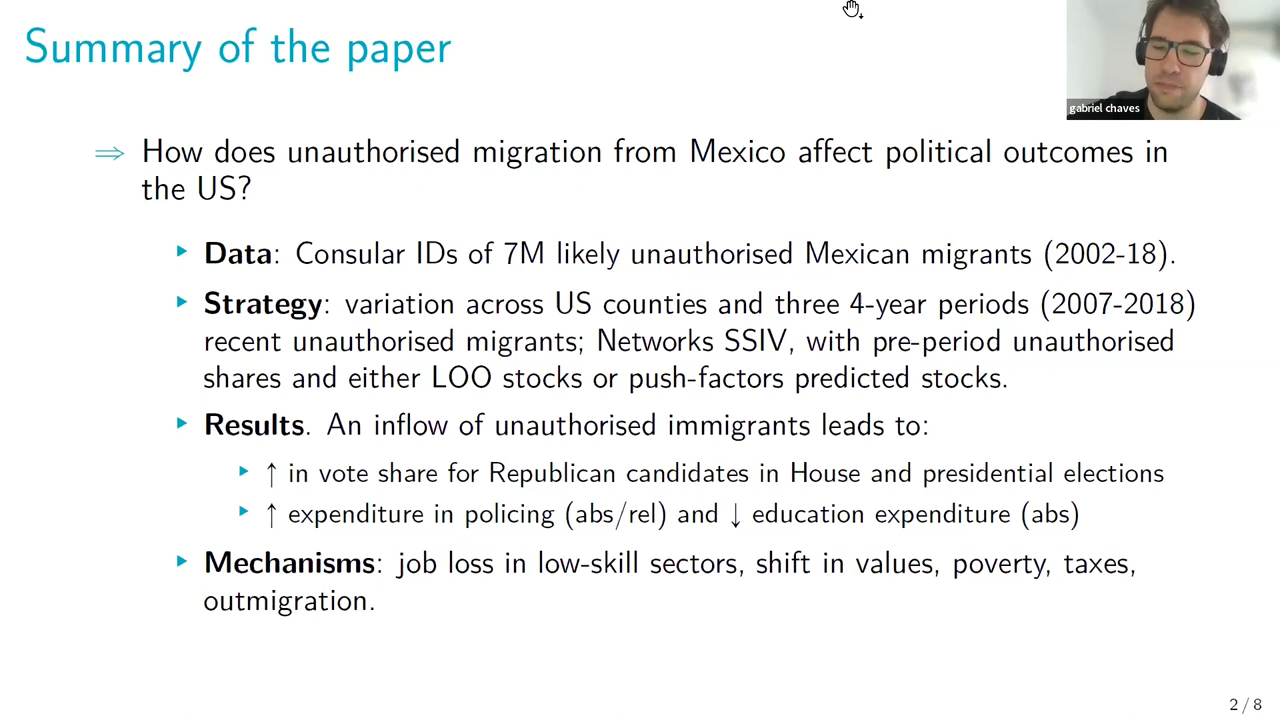 Summary of the paper
gabriel chaves
⇒ How does unauthorised migration from Mexico affect political outcomes in
the US?
▶ Data: Consular IDs of 7M likely unauthorised Mexican migrants (2002-18).
▶ Strategy: variation across US counties and three 4-year periods (2007-2018)
recent unauthorised migrants; Networks SSIV, with pre-period unauthorised
shares and either LOO stocks or push-factors predicted stocks.
▶ Results. An inflow of unauthorised immigrants leads to:
▶ ↑ in vote share for Republican candidates in House and presidential elections
▶ ↑ expenditure in policing (abs/rel) and ↓ education expenditure (abs)
▶ Mechanisms: job loss in low-skill sectors, shift in values, poverty, taxes,
outmigration.
2 / 8